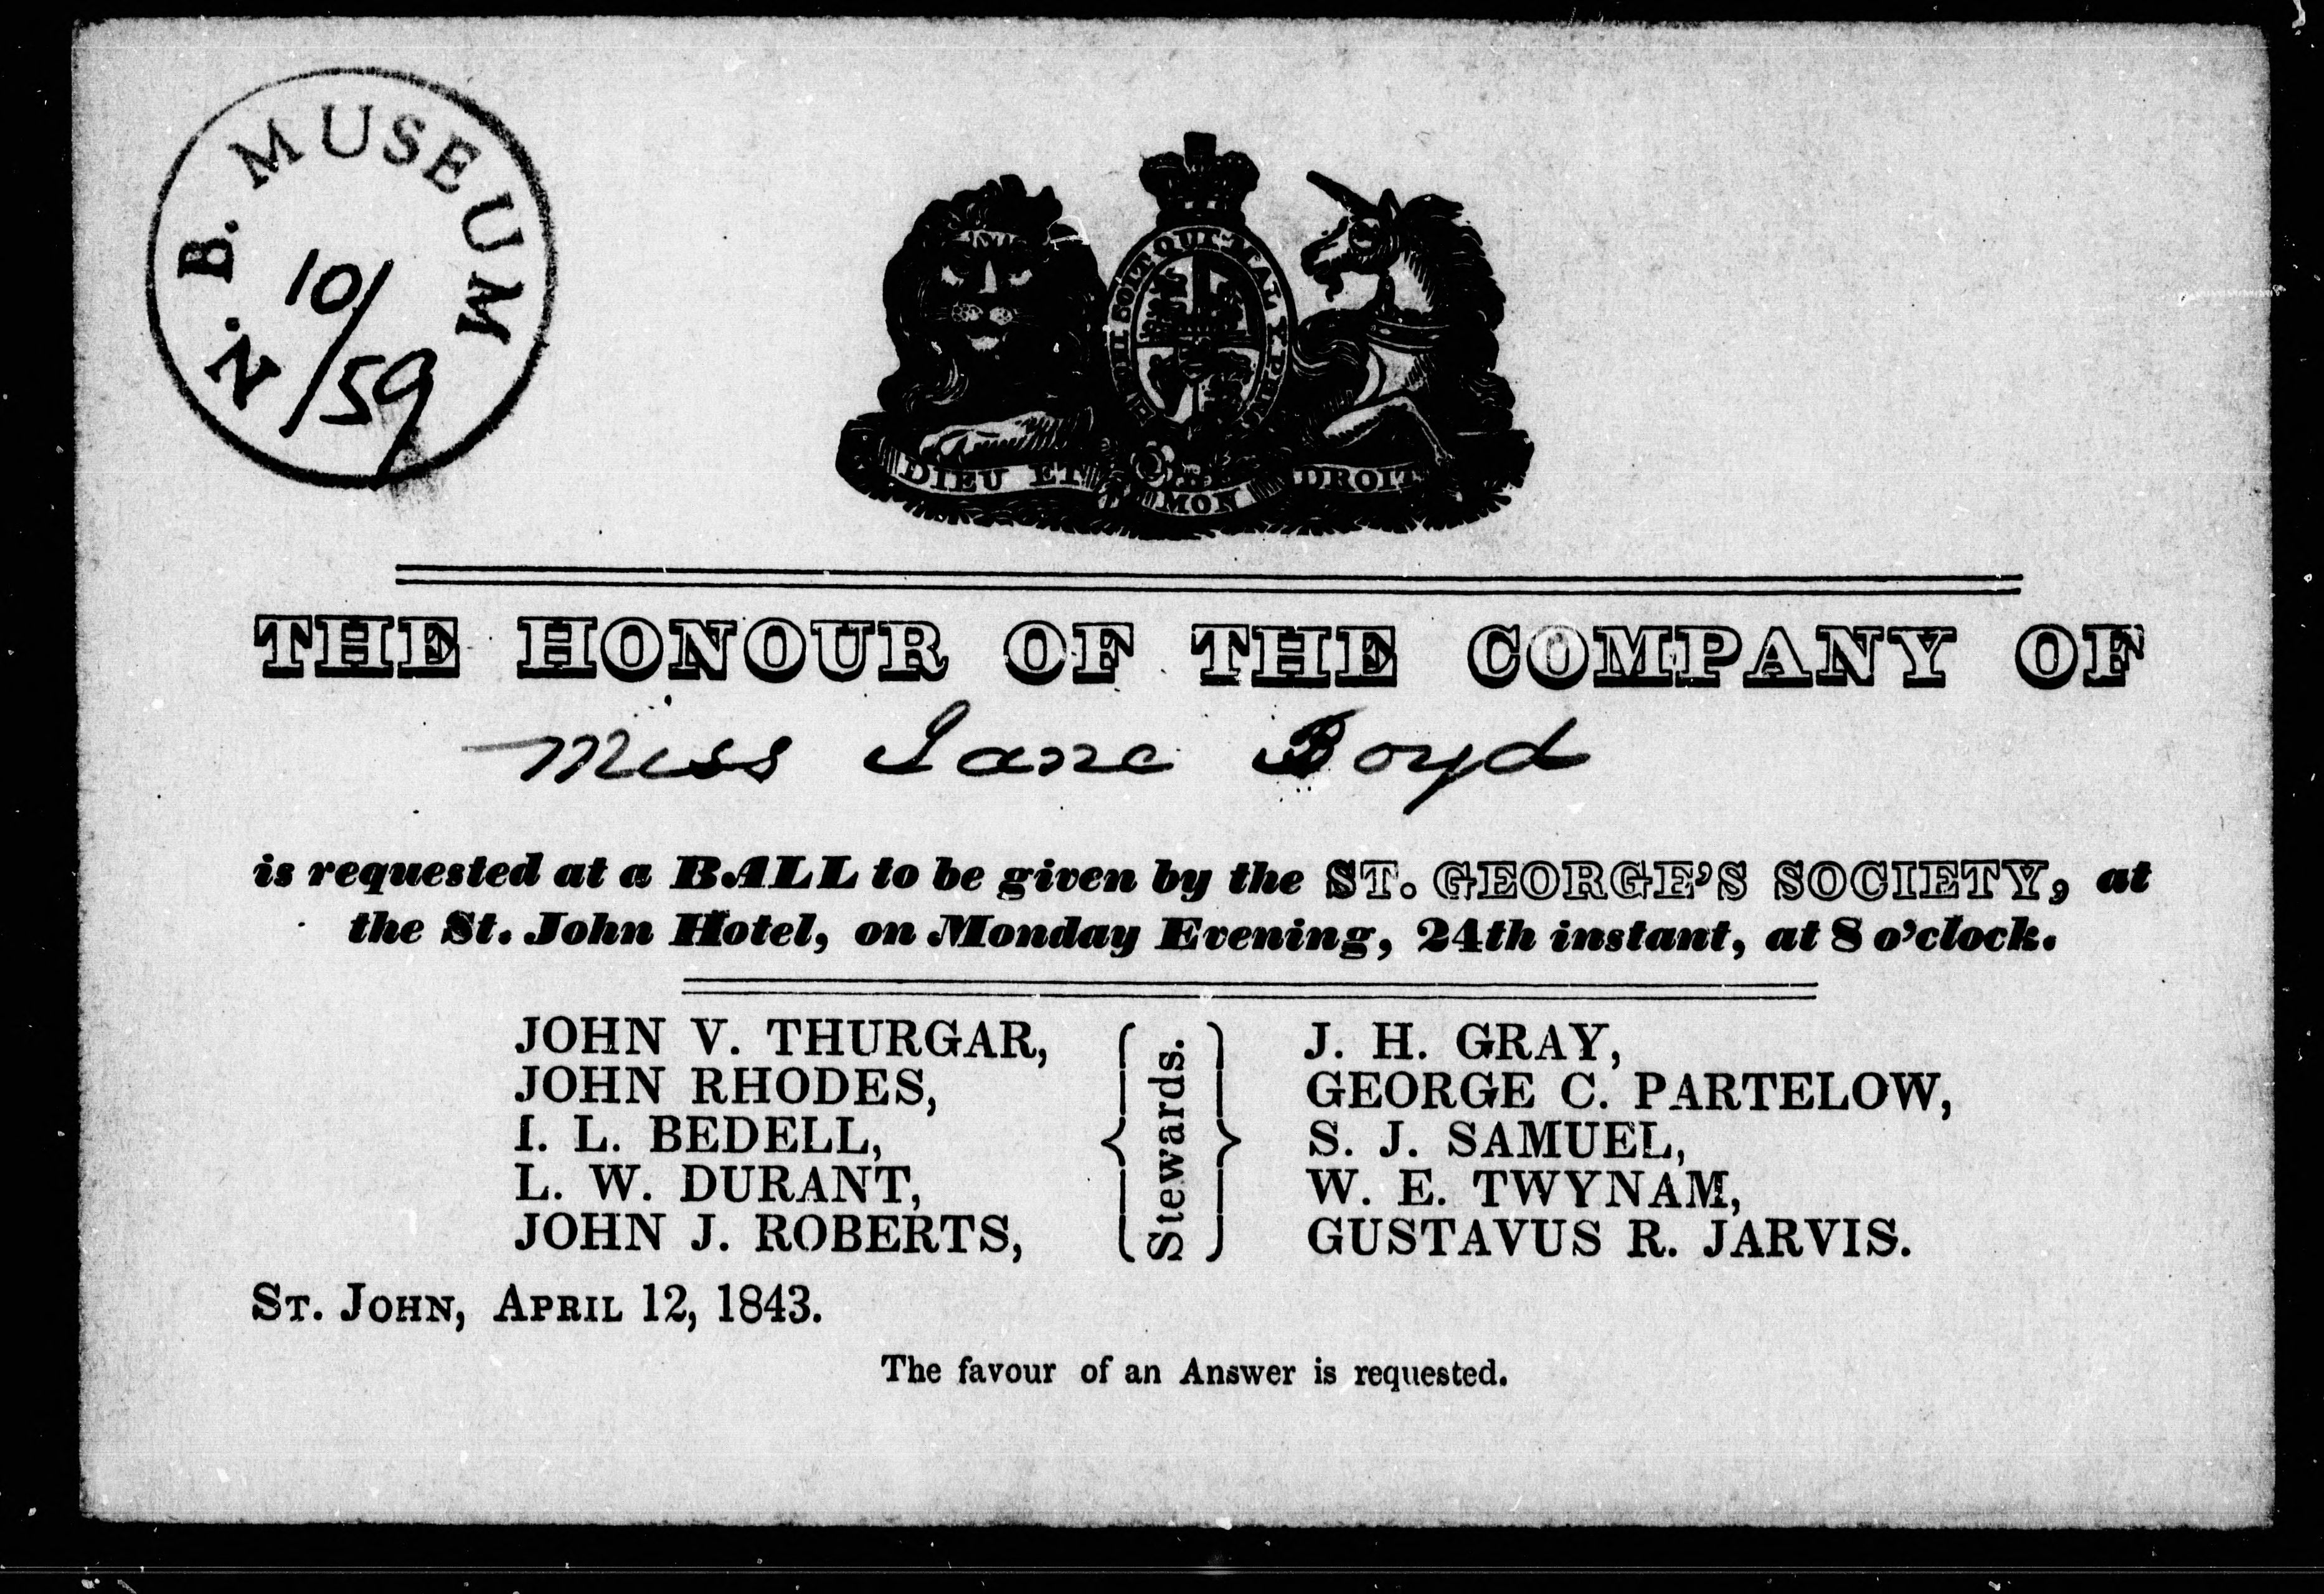 N. B. MUSEUM
10/59
DIEU ET MON DROIT
THE HONOUR OF THE COMPANY OF
Miss Jane Boyd
is requested at a BALL to be given by the ST. GEORGE'S SOCIETY, at
the St. John Hotel, on Monday Evening, 24th instant, at 8 o'clock.
JOHN V. THURGAR,
JOHN RHODES,
I. L. BEDELL,
L. W. DURANT,
JOHN J. ROBERTS,
Stewards.
J. H. GRAY,
GEORGE C. PARTELOW,
S. J. SAMUEL,
W. E. TWYNAM,
GUSTAVUS R. JARVIS.
ST. JOHN, APRIL 12, 1843.
The favour of an Answer is requested.